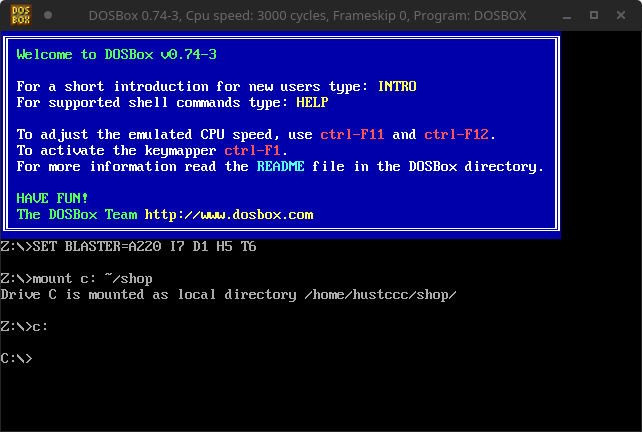 DOS
BOX
DOSBox 0.74-3, Cpu speed: 3000 cycles, Frameskip 0, Program: DOSBOX
Welcome to DOSBox v0.74-3
For a short introduction for new users type: INTRO
For supported shell commands type: HELP
To adjust the emulated CPU speed, use ctrl-F11 and ctrl-F12.
To activate the keymapper ctrl-F1.
For more information read the README file in the DOSBox directory.
HAVE FUN!
The DOSBox Team http://www.dosbox.com
Z:\>SET BLASTER=A220 I7 D1 H5 T6
Z:\>mount c: ~/shop
Drive C is mounted as local directory /home/hustccc/shop/
Z:\>c:
C:\>